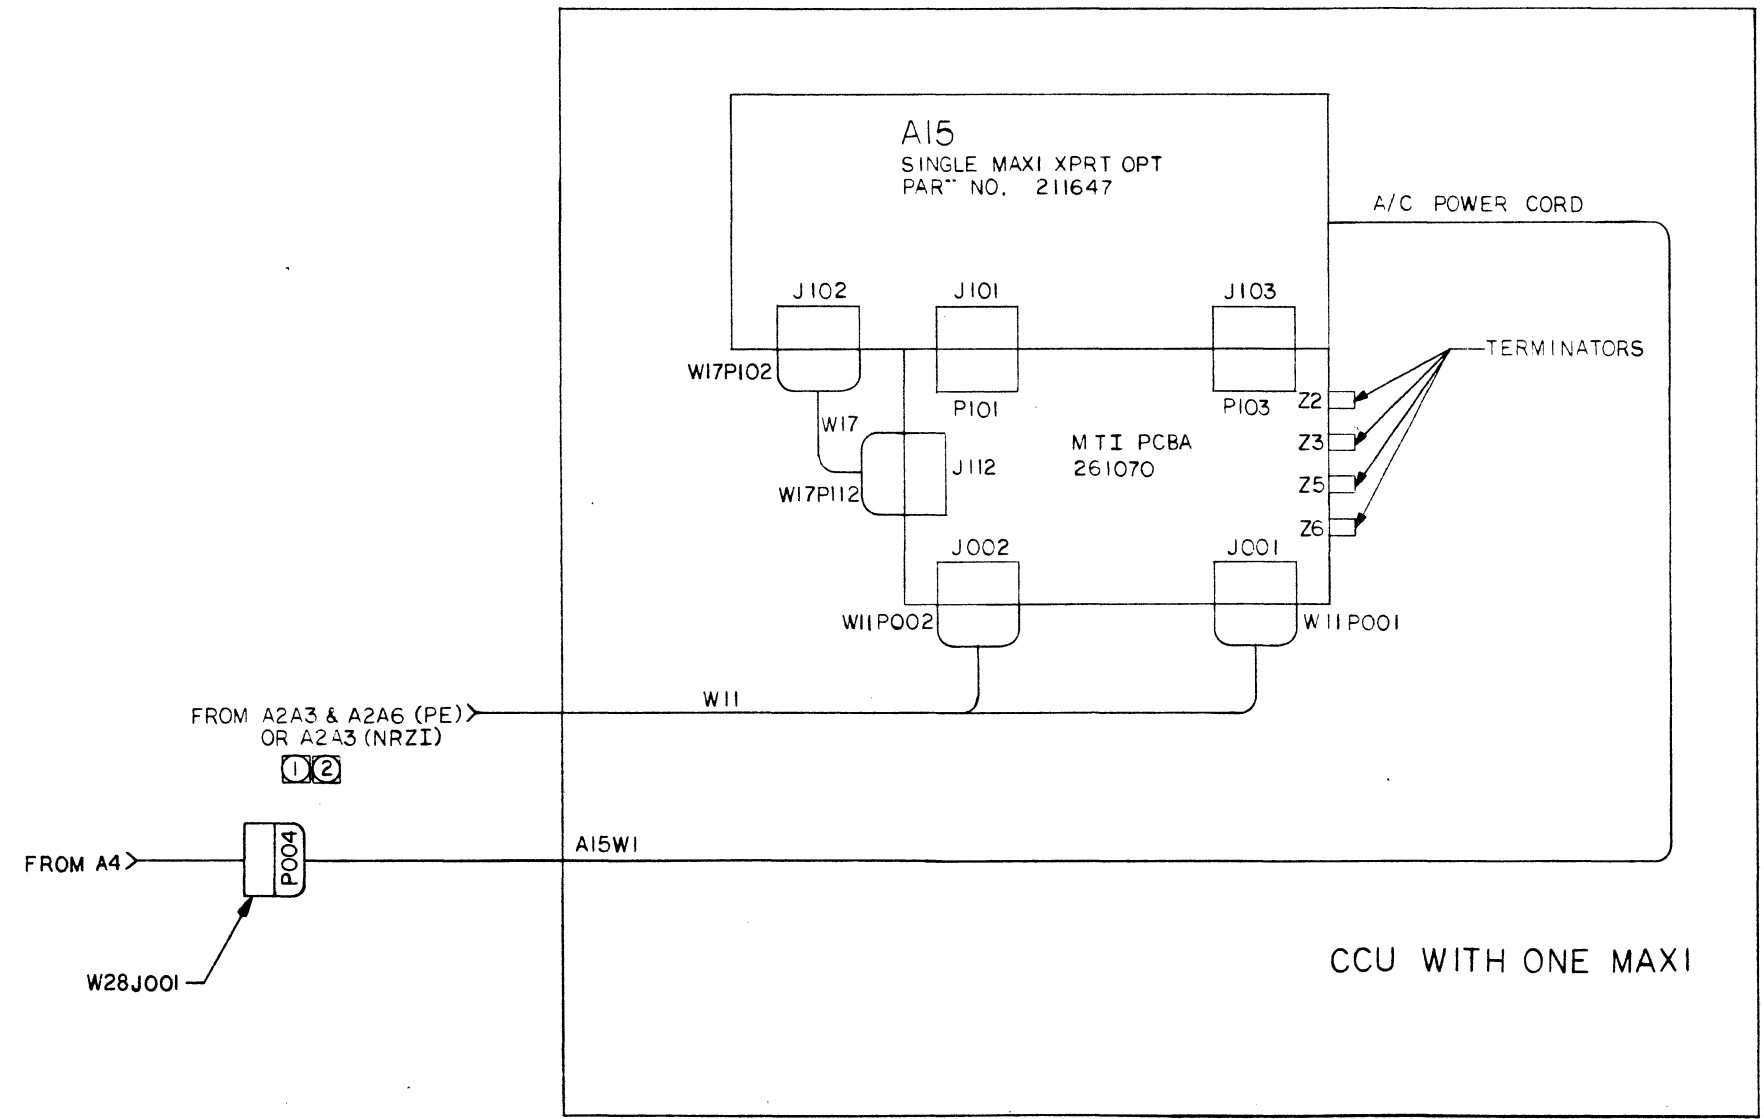 A15
SINGLE MAXI XPRT OPT
PART NO. 211647
A/C POWER CORD
J102
J101
J103
TERMINATORS
W17P102
P101
P103
Z2
W17
MTI PCBA
261070
Z3
J112
W17P112
Z5
Z6
J002
J001
W11P002
W11P001
W11
FROM A2A3 & A2A6 (PE)
OR A2A3 (NRZI)
1 2
P004
A15W1
FROM A4
W28J001
CCU WITH ONE MAXI